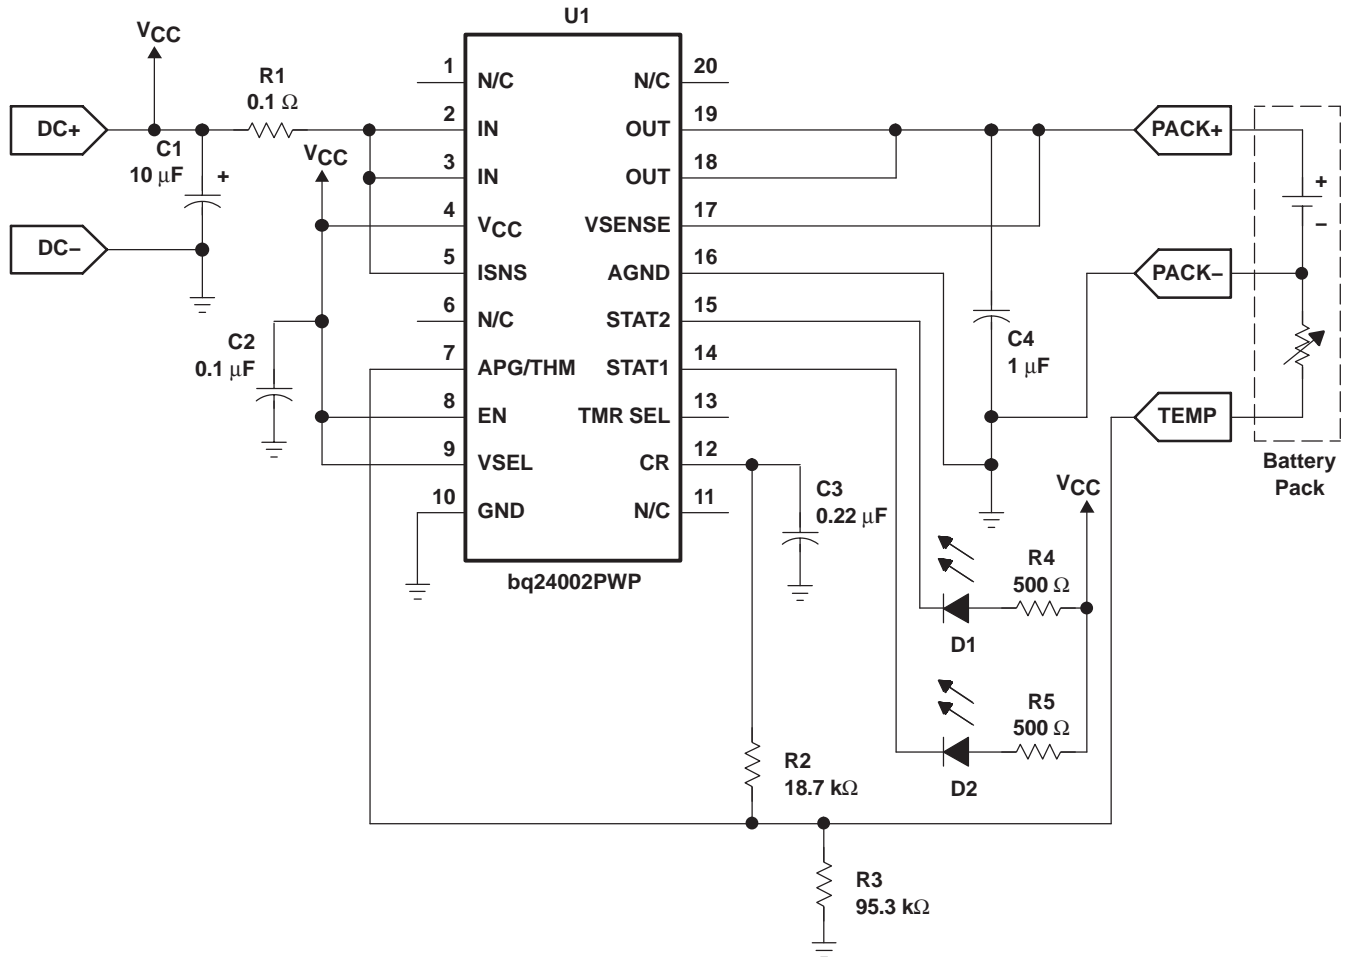 U1
VCC
R1
0.1 Ω
DC+
C1
10 μF
+
DC–
VCC
C2
0.1 μF
1
N/C
2
IN
3
IN
4
VCC
5
ISNS
6
N/C
7
APG/THM
8
EN
9
VSEL
10
GND
20
N/C
19
OUT
18
OUT
17
VSENSE
16
AGND
15
STAT2
14
STAT1
13
TMR SEL
12
CR
11
N/C
bq24002PWP
PACK+
+
–
PACK–
TEMP
Battery
Pack
C4
1 μF
C3
0.22 μF
VCC
R4
500 Ω
D1
R5
500 Ω
D2
R2
18.7 kΩ
R3
95.3 kΩ